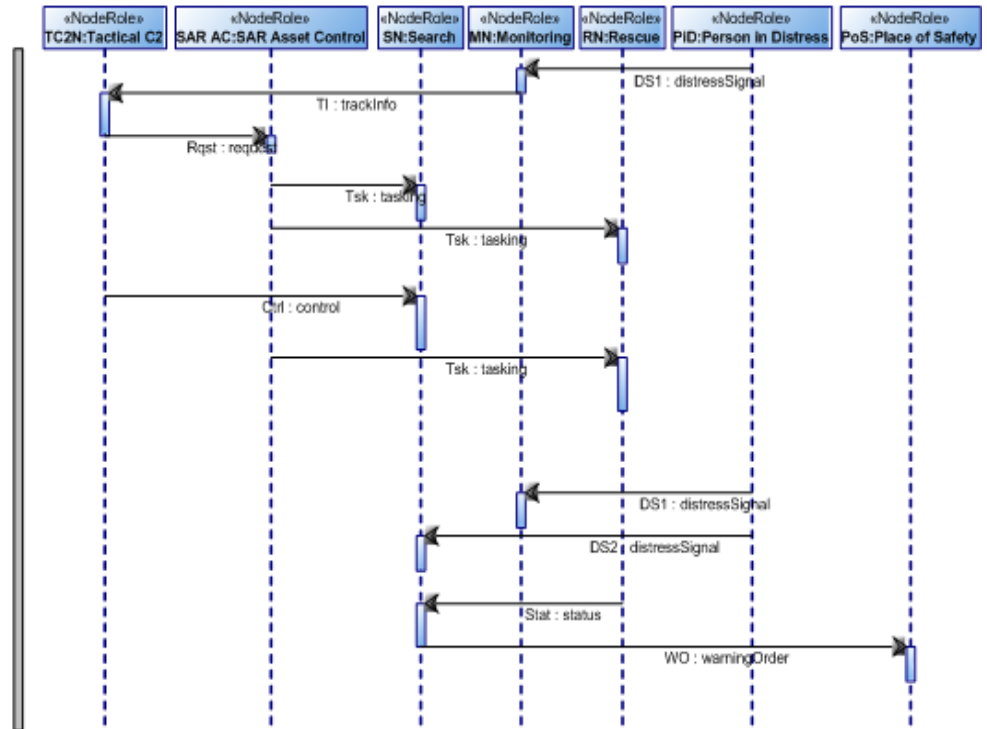 «NodeRole» «NodeRole» «NodeRole» «NodeRole» «NodeRole» «NodeRole» «NodeRole»
TC2N:Tactical C2 SAR AC:SAR Asset Control SN:Search MN:Monitoring RN:Rescue PID:Person in Distress PoS:Place of Safety
DS1 : distressSignal
TI : trackInfo
Rqst : request
Tsk : tasking
Tsk : tasking
Ctrl : control
Tsk : tasking
DS1 : distressSignal
DS2 : distressSignal
Stat : status
WO : warningOrder